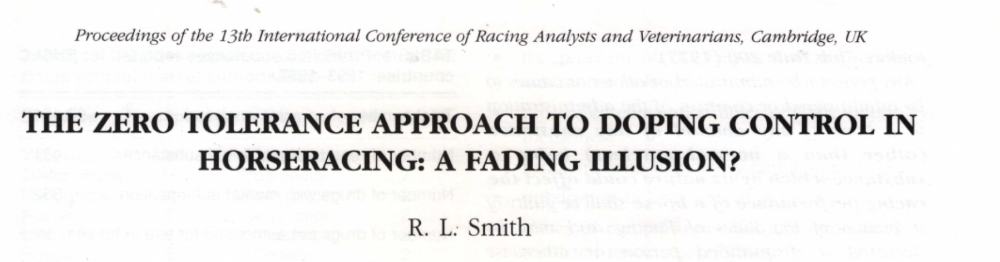 Proceedings of the 13th International Conference of Racing Analysts and Veterinarians, Cambridge, UK
THE ZERO TOLERANCE APPROACH TO DOPING CONTROL IN
HORSERACING: A FADING ILLUSION?
R. L. Smith